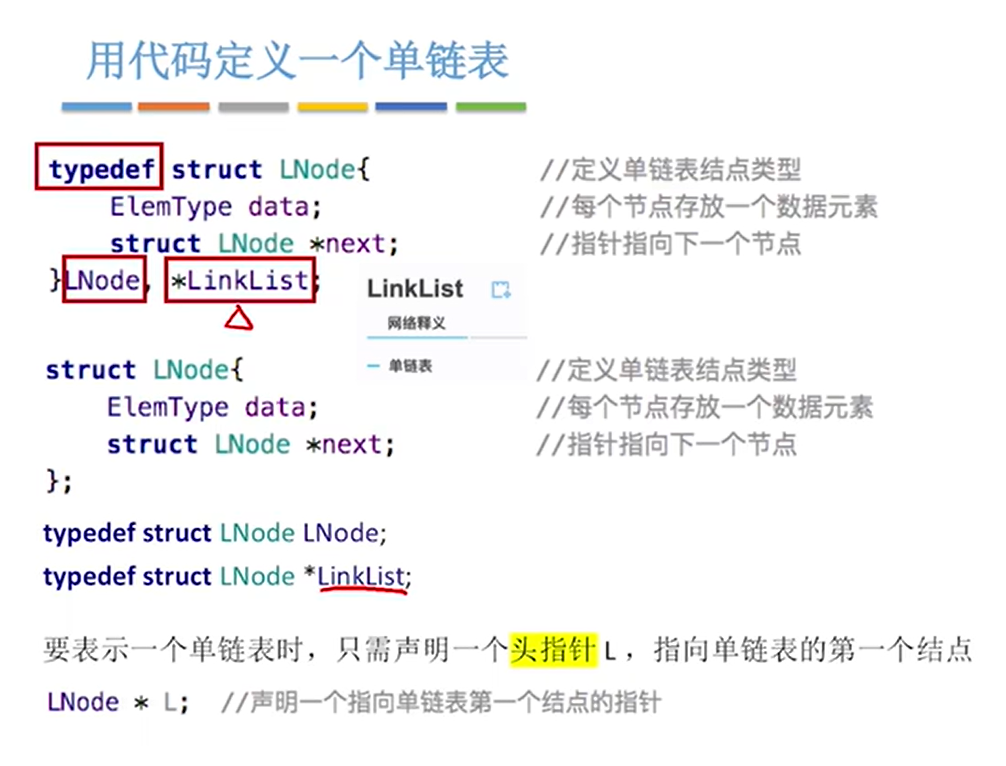 用代码定义一个单链表
typedef struct LNode{ //定义单链表结点类型
ElemType data; //每个节点存放一个数据元素
struct LNode *next; //指针指向下一个节点
}LNode, *LinkList;
LinkList
网络释义
单链表
struct LNode{ //定义单链表结点类型
ElemType data; //每个节点存放一个数据元素
struct LNode *next; //指针指向下一个节点
};
typedef struct LNode LNode;
typedef struct LNode *LinkList;
要表示一个单链表时，只需声明一个头指针 L ，指向单链表的第一个结点
LNode * L; //声明一个指向单链表第一个结点的指针